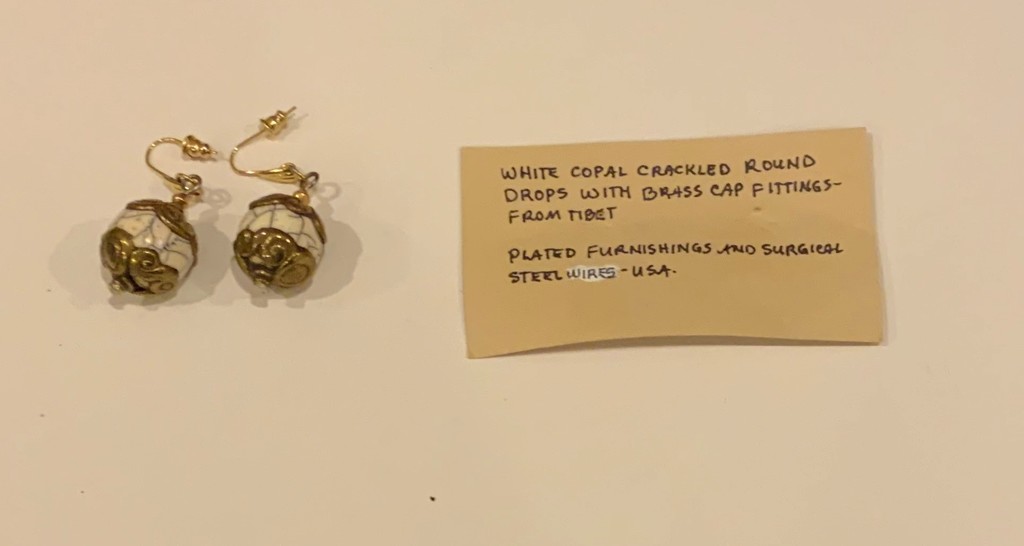 WHITE COPAL CRACKLED ROUND
DROPS WITH BRASS CAP FITTINGS-
FROM TIBET
PLATED FURNISHINGS AND SURGICAL
STEEL WIRES-USA.